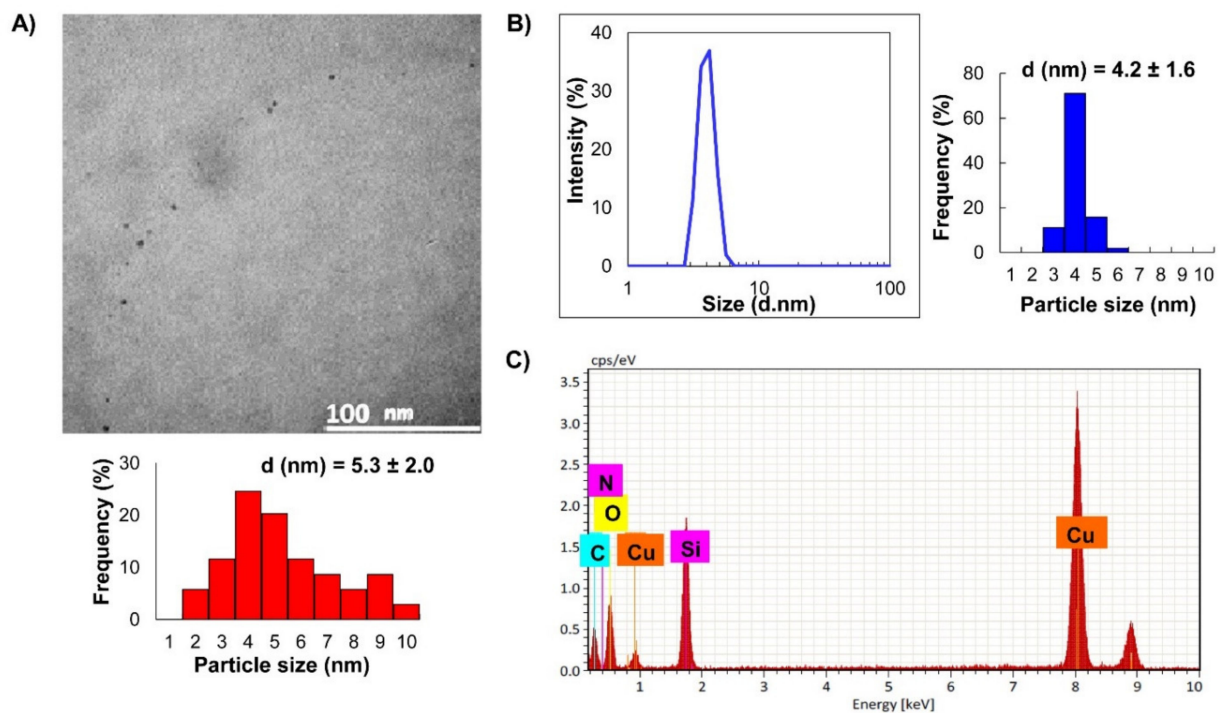 A)
100 nm
d (nm) = 5.3 ± 2.0
Frequency (%)
30
20
10
0
1 2 3 4 5 6 7 8 9 10
Particle size (nm)
B)
Intensity (%)
40
30
20
10
0
1 10 100
Size (d.nm)
d (nm) = 4.2 ± 1.6
Frequency (%)
80
60
40
20
0
1 2 3 4 5 6 7 8 9 10
Particle size (nm)
C)
cps/eV
3.5
3.0
2.5
2.0
1.5
1.0
0.5
0.0
N
O
C
Cu
Si
Cu
1 2 3 4 5 6 7 8 9 10
Energy [keV]